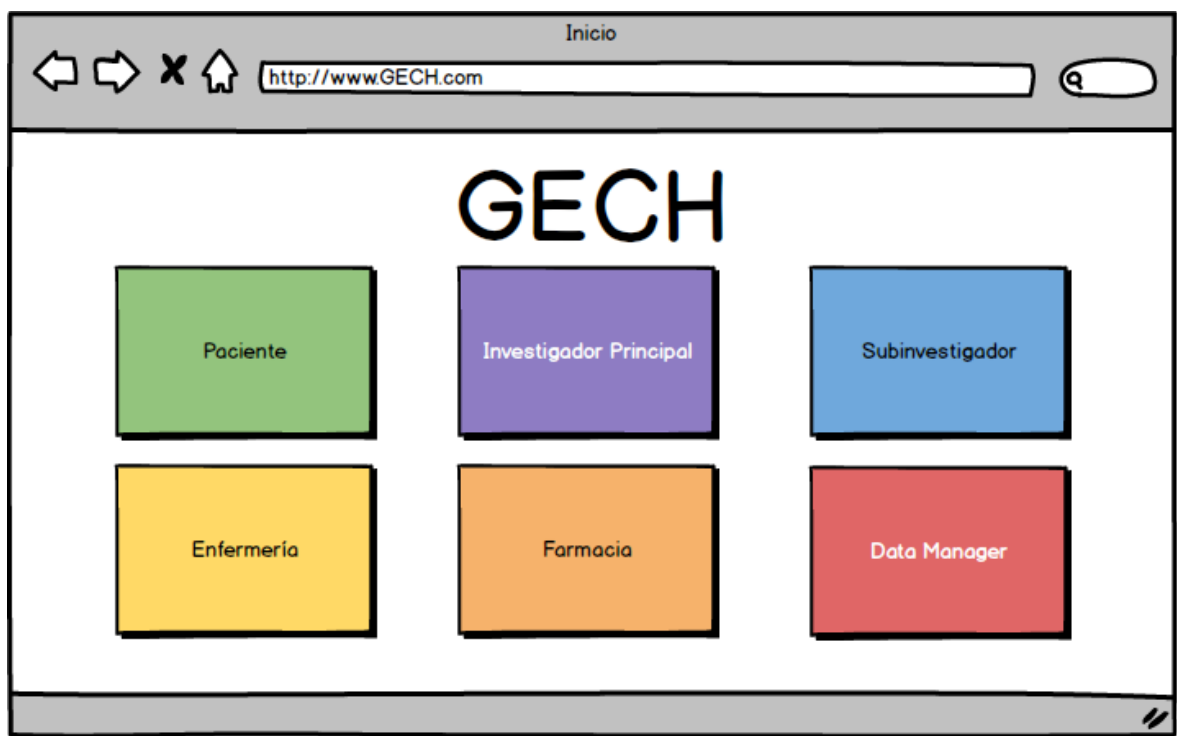 Inicio
http://www.GECH.com
GECH
Paciente
Investigador Principal
Subinvestigador
Enfermería
Farmacia
Data Manager